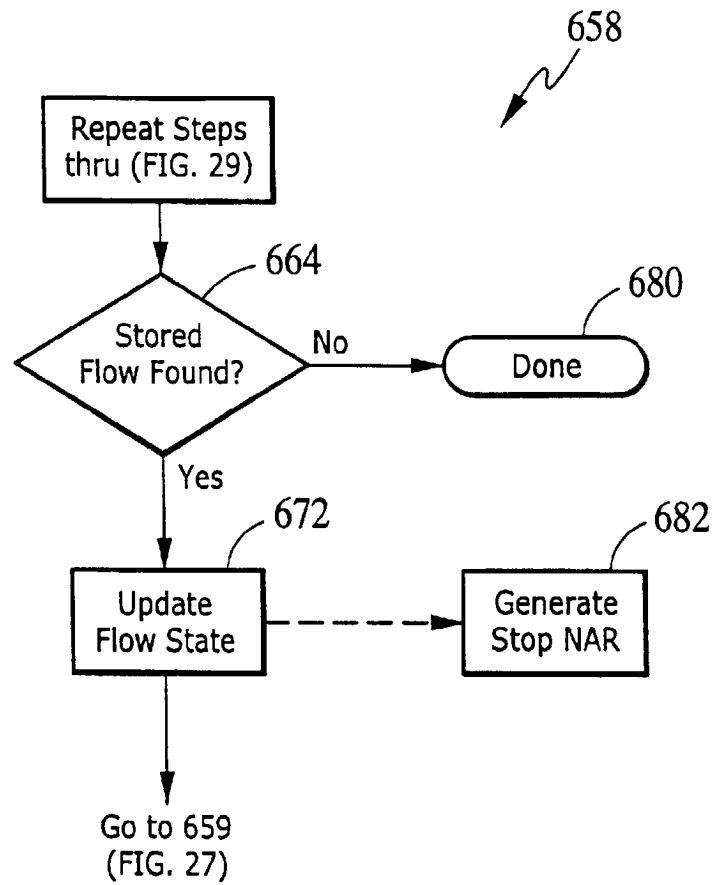 658
Repeat Steps
thru (FIG. 29)
664
Stored
Flow Found?
No
680
Done
Yes
672
Update
Flow State
682
Generate
Stop NAR
Go to 659
(FIG. 27)